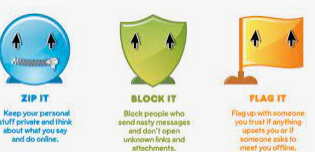 ZIP IT
Keep your personal
stuff private and think
about what you say
and do online.
BLOCK IT
Block people who
send nasty messages
and don't open
unknown links and
attachments.
FLAG IT
Flag up with someone
you trust if anything
upsets you or if
someone asks to
meet you offline.